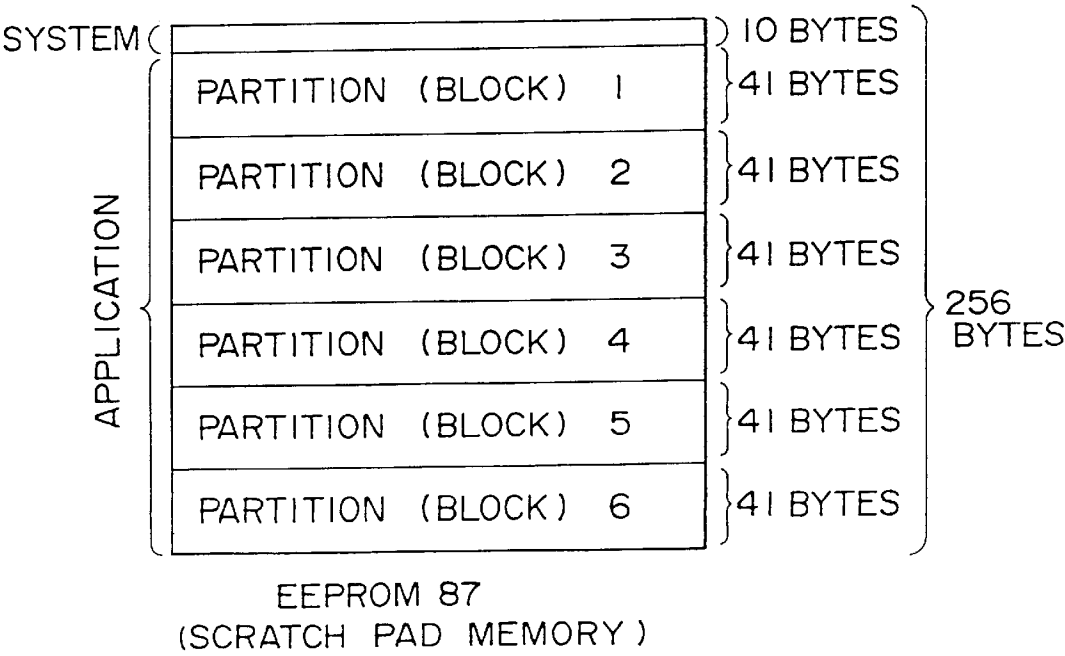 SYSTEM
10 BYTES
PARTITION (BLOCK) 1
41 BYTES
PARTITION (BLOCK) 2
41 BYTES
PARTITION (BLOCK) 3
41 BYTES
APPLICATION
256
BYTES
PARTITION (BLOCK) 4
41 BYTES
PARTITION (BLOCK) 5
41 BYTES
PARTITION (BLOCK) 6
41 BYTES
EEPROM 87
(SCRATCH PAD MEMORY)